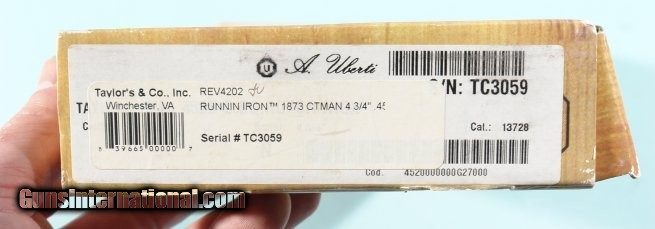 A. Uberti
Taylor's & Co., Inc. REV4202
Winchester, VA RUNNIN IRON™ 1873 CTMAN 4 3/4" .45
S/N: TC3059
Serial # TC3059
Cal.: 13728
Cod. 4520000000G27000
GunsInternational.com